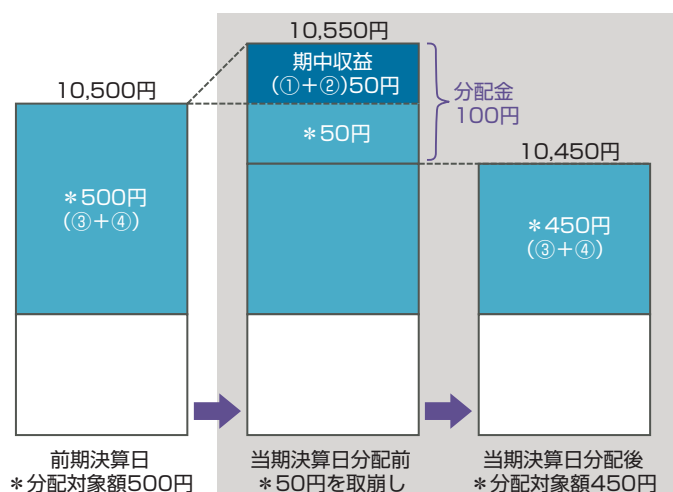 10,500円
＊500円
(③＋④)
前期決算日
＊分配対象額500円
10,550円
期中収益
(①＋②)50円
＊50円
分配金
100円
当期決算日分配前
＊50円を取崩し
10,450円
＊450円
(③＋④)
当期決算日分配後
＊分配対象額450円